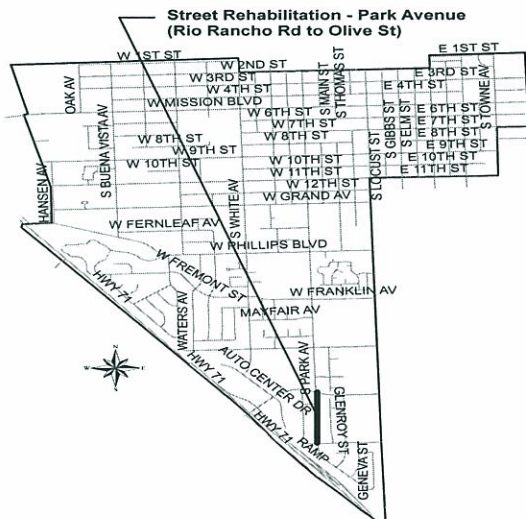 Street Rehabilitation - Park Avenue
(Rio Rancho Rd to Olive St)
W 1ST ST
E 1ST ST
W 2ND ST
W 3RD ST
E 3RD ST
W 4TH ST
E 4TH ST
OAK AV
W MISSION BLVD
S MAIN ST
S THOMAS ST
S TOWNE AV
S BUENA VISTA AV
W 6TH ST
E 6TH ST
W 7TH ST
E 7TH ST
S GIBBS ST
S ELM ST
W 8TH ST
W 8TH ST
E 8TH ST
W 9TH ST
E 9TH ST
W 10TH ST
W 10TH ST
E 10TH ST
W 11TH ST
E 11TH ST
W 12TH ST
S LOCUST ST
HANSEN AV
S WHITE AV
W GRAND AV
W FERNLEAF AV
W PHILLIPS BLVD
W FREMONT ST
HWY 71
W FRANKLIN AV
WATERS AV
MAYFAIR AV
N
W
E
S
HWY 71
AUTO CENTER DR
S PARK AV
GLENROY ST
HWY 71
RAMP
GENEVA ST